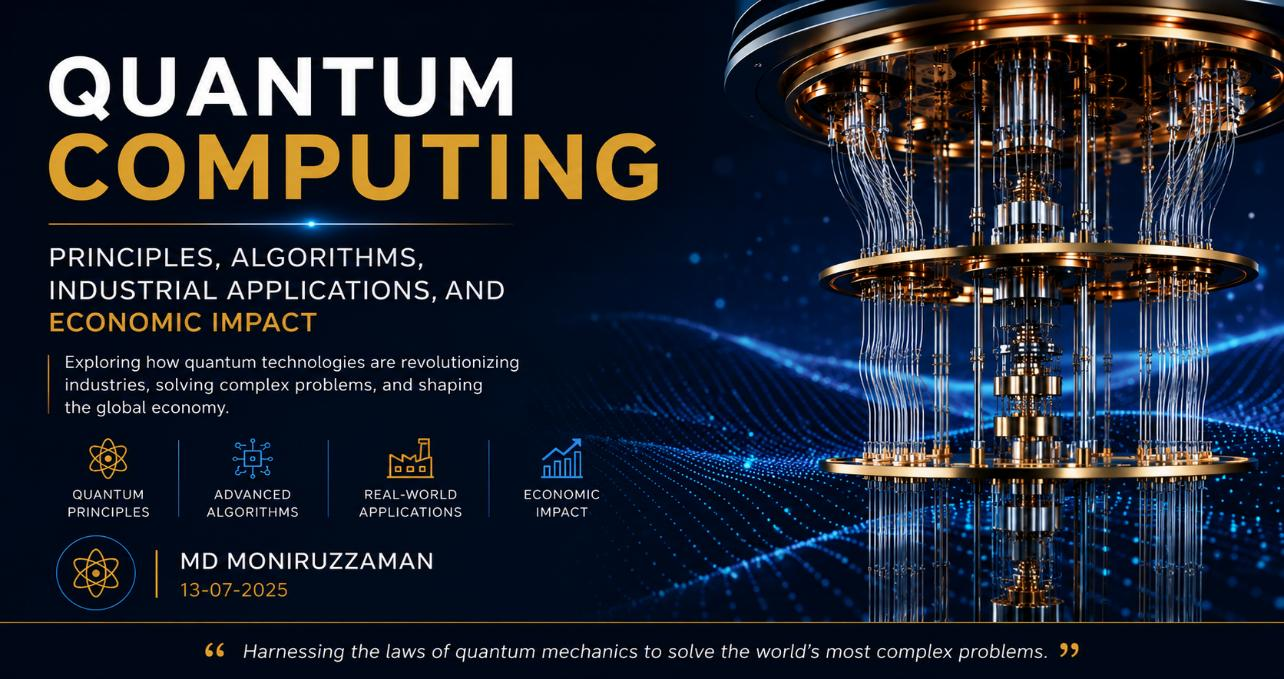 QUANTUM
COMPUTING
PRINCIPLES, ALGORITHMS,
INDUSTRIAL APPLICATIONS, AND
ECONOMIC IMPACT
Exploring how quantum technologies are revolutionizing
industries, solving complex problems, and shaping
the global economy.
QUANTUM
PRINCIPLES
ADVANCED
ALGORITHMS
REAL-WORLD
APPLICATIONS
ECONOMIC
IMPACT
MD MONIRUZZAMAN
13-07-2025
“ Harnessing the laws of quantum mechanics to solve the world’s most complex problems. ”